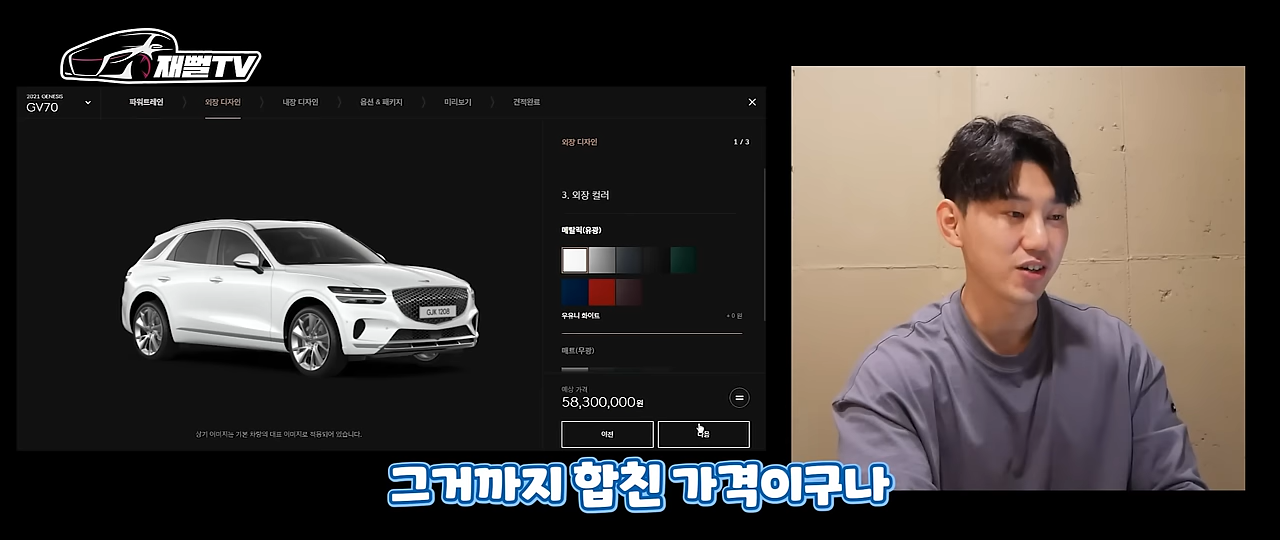 재뻘TV
2021 GENESIS
GV70
파워트레인
외장 디자인
내장 디자인
옵션 & 패키지
미리보기
견적완료
외장 디자인
1 / 3
3. 외장 컬러
메탈릭(유광)
우유니 화이트
+ 0 원
매트(무광)
예상 가격
58,300,000원
이전
다음
상기 이미지는 기본 차량의 대표 이미지로 적용되어 있습니다.
GJK 1208
그거까지 합친 가격이구나